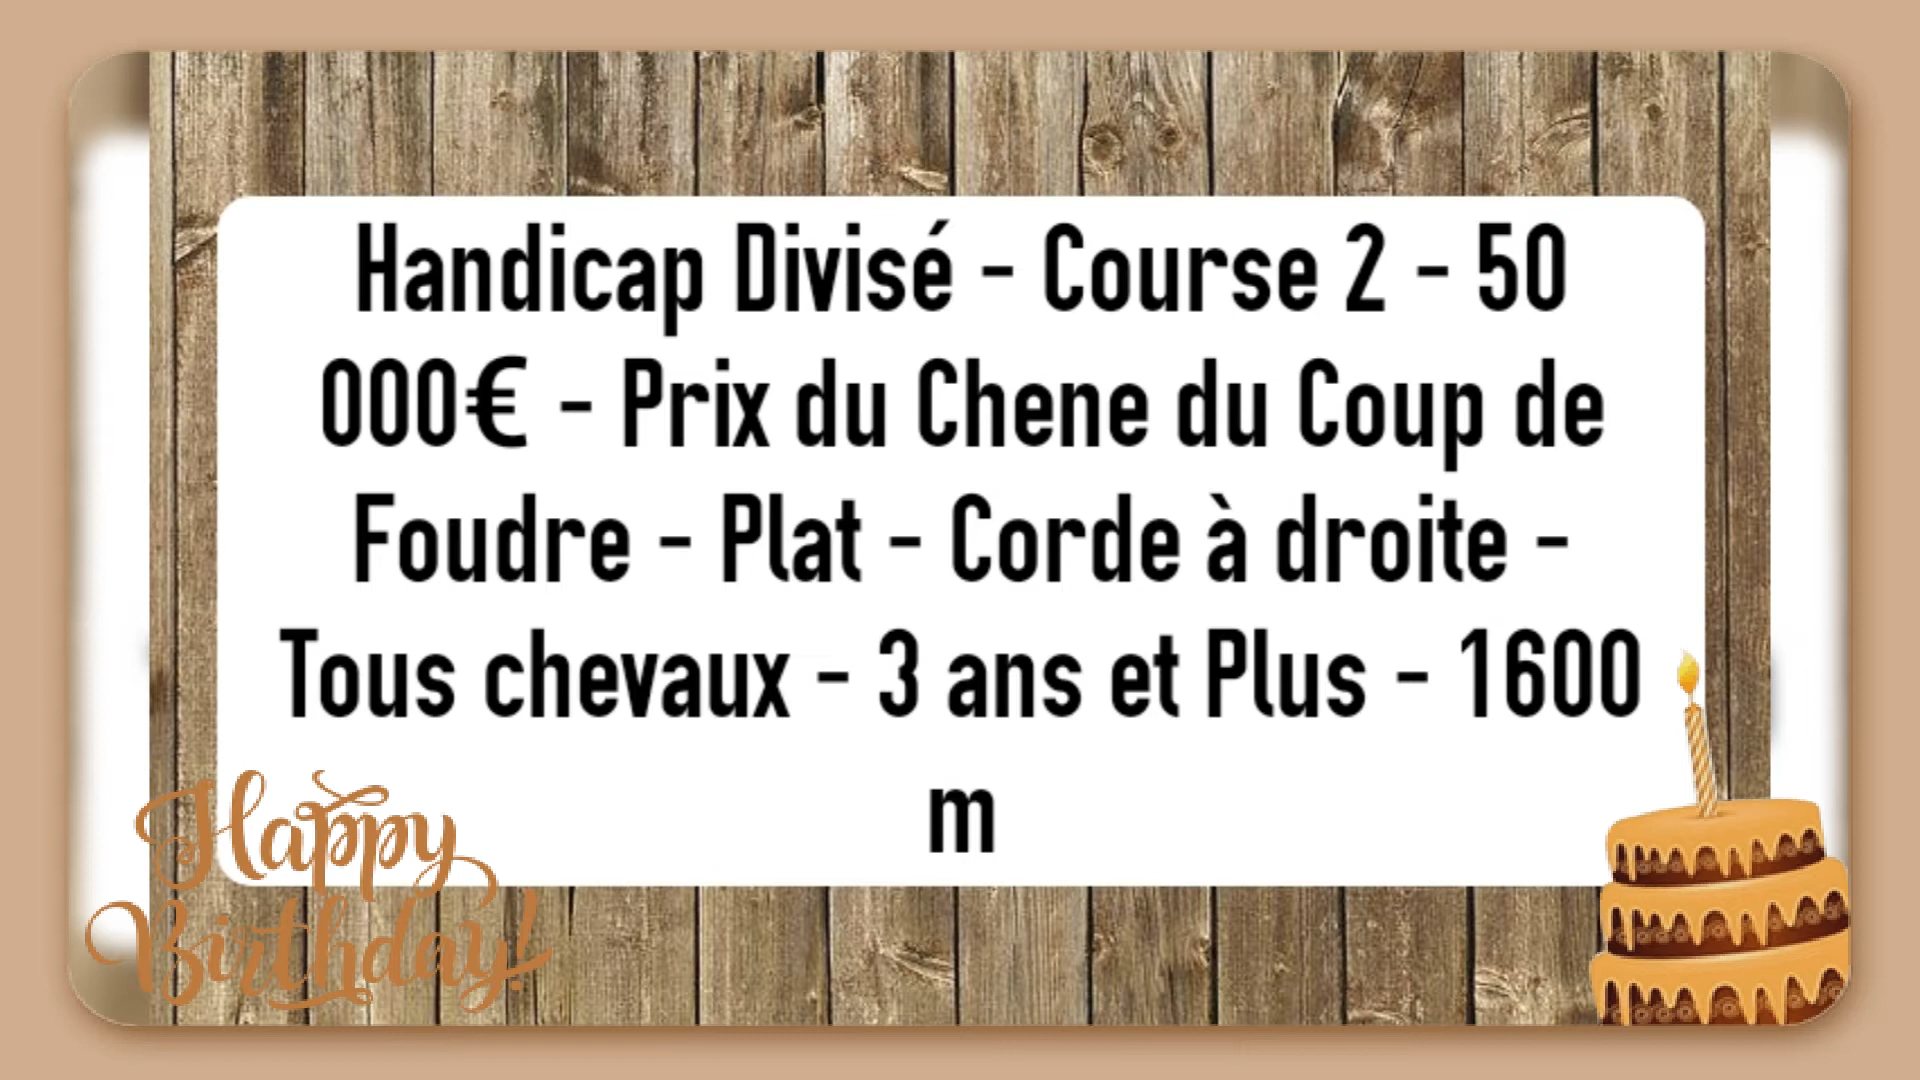 Handicap Divisé - Course 2 - 50
000€ - Prix du Chene du Coup de
Foudre - Plat - Corde à droite -
Tous chevaux - 3 ans et Plus - 1600
m
Happy
Birthday!